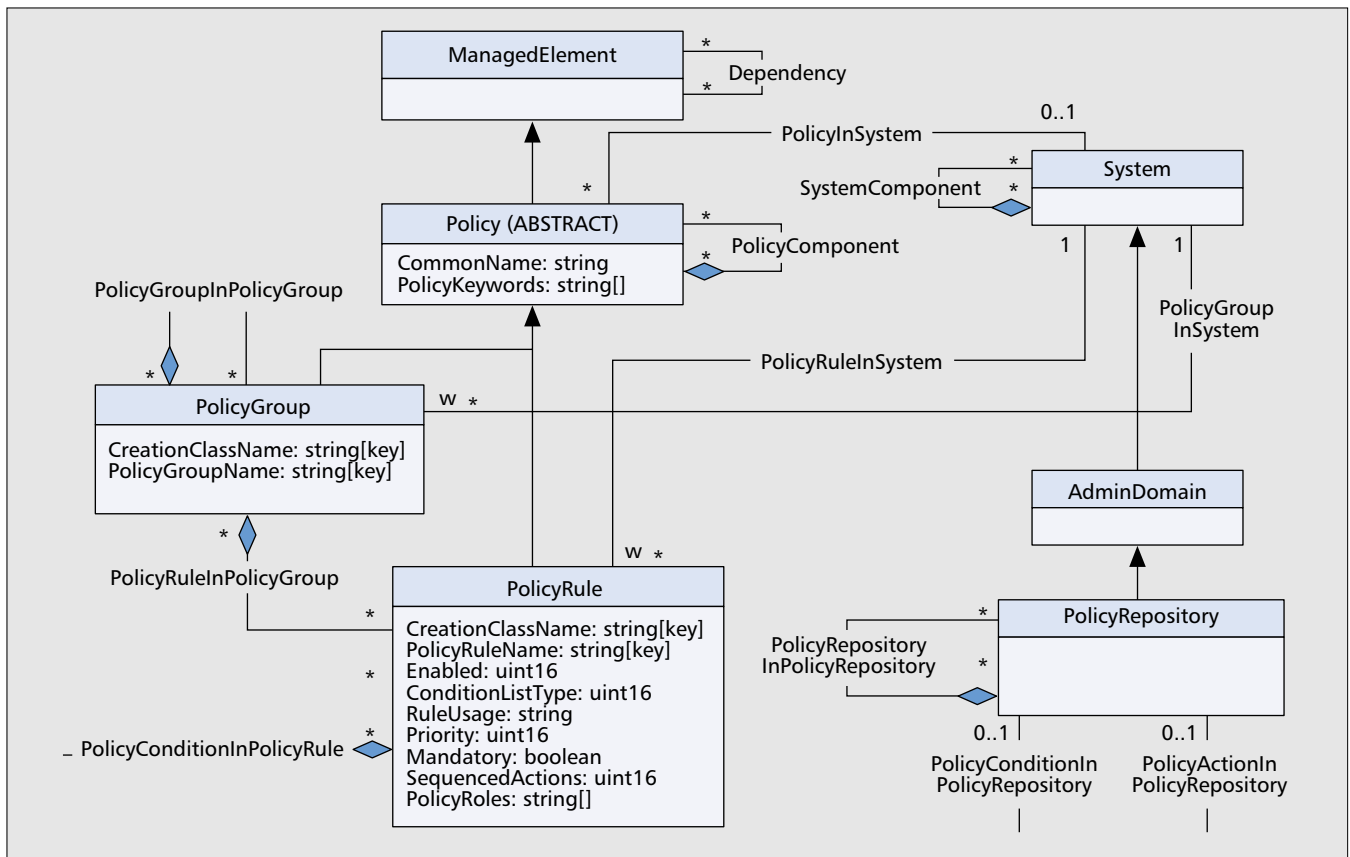 ManagedElement
*
Dependency
*
0..1
PolicyInSystem
*
System
*
SystemComponent
*
Policy (ABSTRACT)
*
PolicyComponent
*
CommonName: string
PolicyKeywords: string[]
1
1
PolicyGroupInPolicyGroup
PolicyGroup
InSystem
PolicyRuleInSystem
*
*
PolicyGroup
w *
CreationClassName: string[key]
PolicyGroupName: string[key]
AdminDomain
*
PolicyRuleInPolicyGroup
w *
*
PolicyRule
CreationClassName: string[key]
PolicyRuleName: string[key]
Enabled: uint16
ConditionListType: uint16
RuleUsage: string
Priority: uint16
Mandatory: boolean
SequencedActions: uint16
PolicyRoles: string[]
*
*
PolicyConditionInPolicyRule
PolicyRepository
*
PolicyRepository
InPolicyRepository
*
0..1
0..1
PolicyConditionIn
PolicyRepository
PolicyActionIn
PolicyRepository